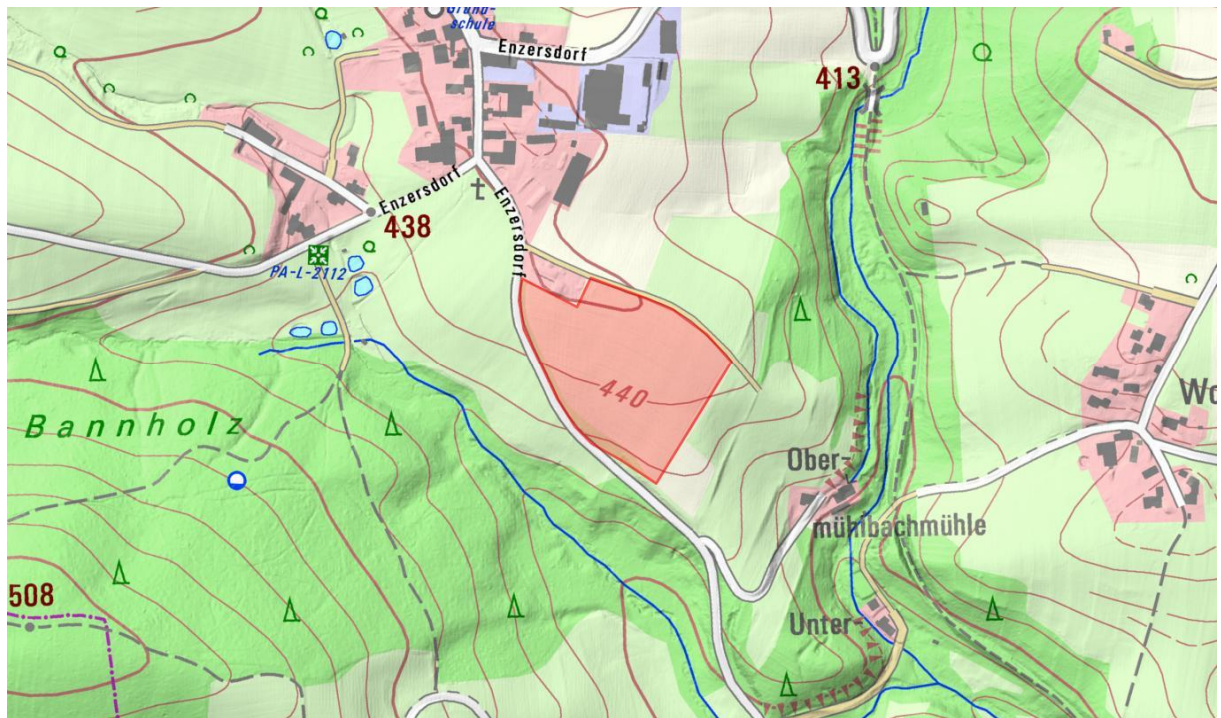 Grund-
schule
Enzersdorf
413
Enzersdorf
Enzersdorf
438
PA-L-2112
440
Wo
Bannholz
Ober-
mühlbachmühle
508
Unter-